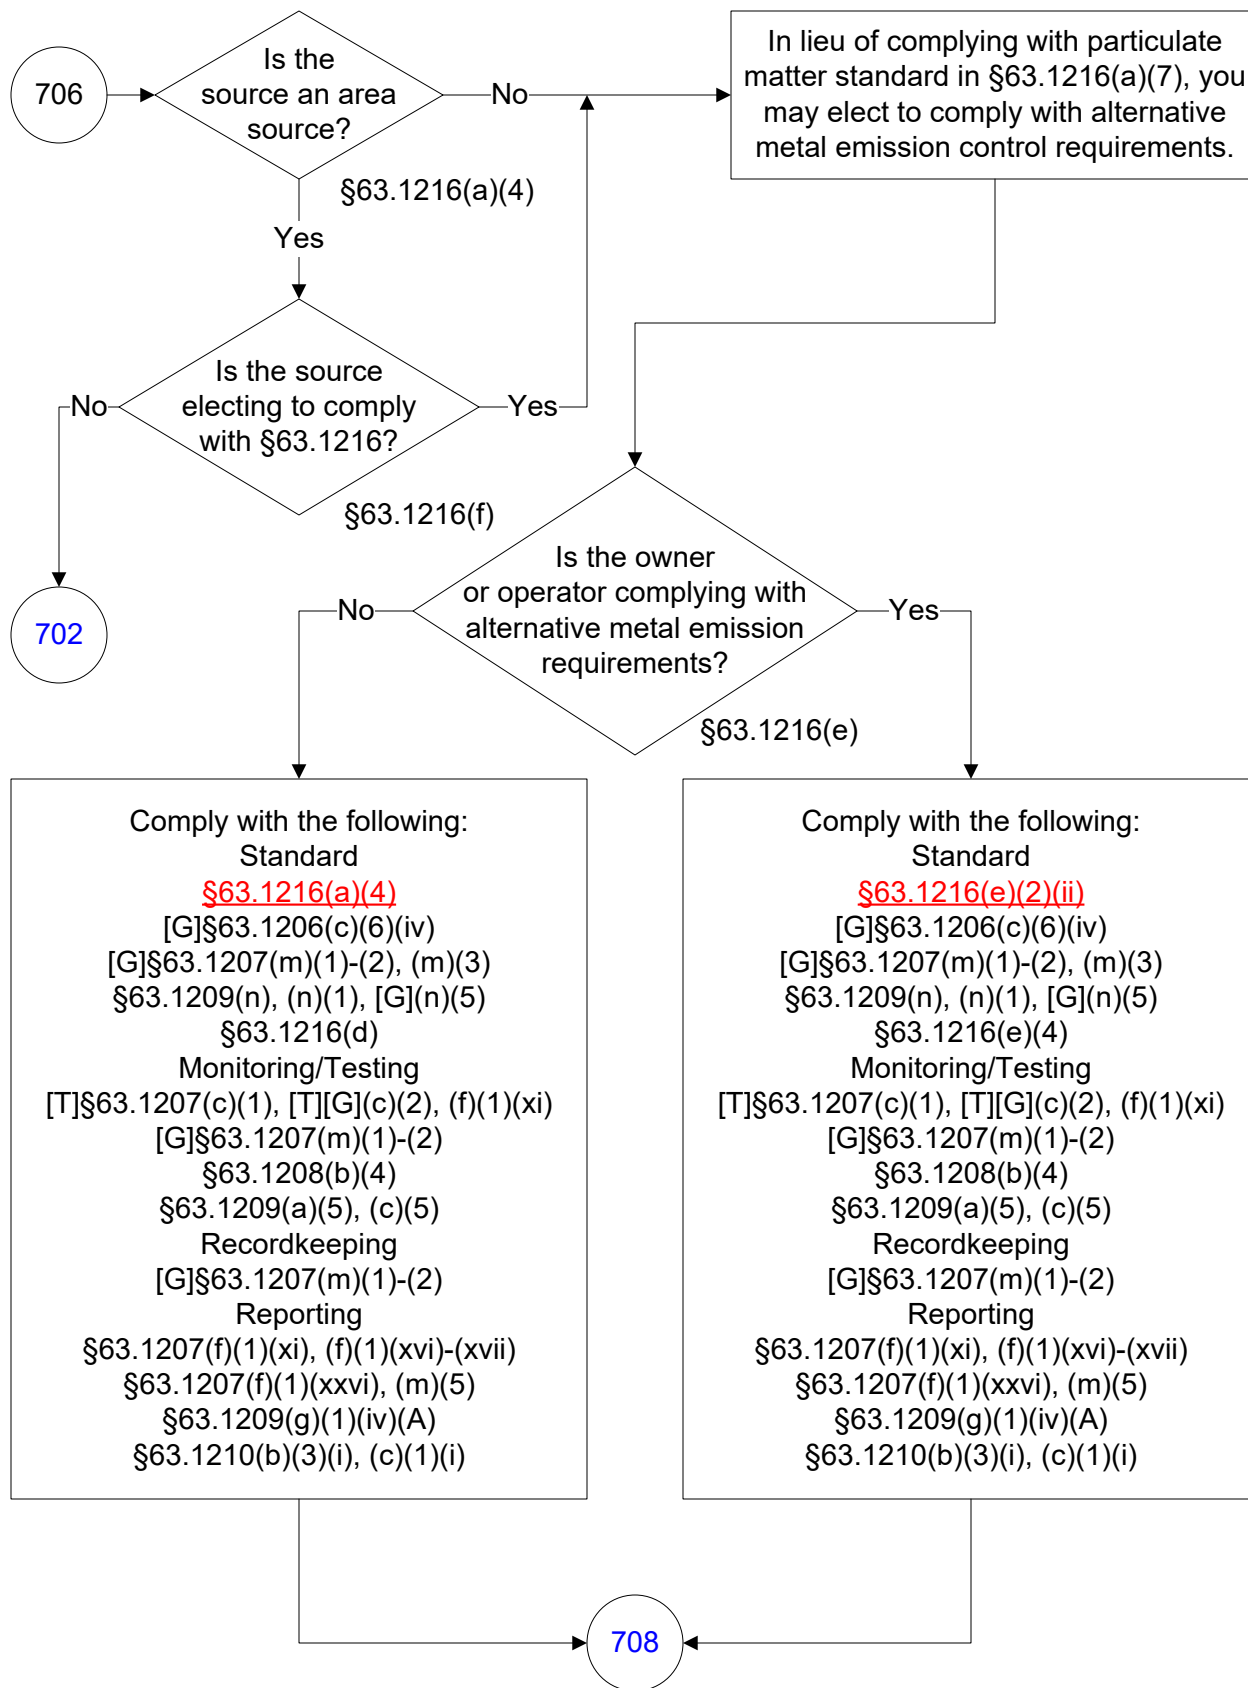 706
Is the
source an area
source?
No
In lieu of complying with particulate
matter standard in §63.1216(a)(7), you
may elect to comply with alternative
metal emission control requirements.
§63.1216(a)(4)
Yes
Is the source
electing to comply
with §63.1216?
No
Yes
§63.1216(f)
702
Is the owner
or operator complying with
alternative metal emission
requirements?
No
Yes
§63.1216(e)
Comply with the following:
Standard
§63.1216(a)(4)
[G]§63.1206(c)(6)(iv)
[G]§63.1207(m)(1)-(2), (m)(3)
§63.1209(n), (n)(1), [G](n)(5)
§63.1216(d)
Monitoring/Testing
[T]§63.1207(c)(1), [T][G](c)(2), (f)(1)(xi)
[G]§63.1207(m)(1)-(2)
§63.1208(b)(4)
§63.1209(a)(5), (c)(5)
Recordkeeping
[G]§63.1207(m)(1)-(2)
Reporting
§63.1207(f)(1)(xi), (f)(1)(xvi)-(xvii)
§63.1207(f)(1)(xxvi), (m)(5)
§63.1209(g)(1)(iv)(A)
§63.1210(b)(3)(i), (c)(1)(i)
Comply with the following:
Standard
§63.1216(e)(2)(ii)
[G]§63.1206(c)(6)(iv)
[G]§63.1207(m)(1)-(2), (m)(3)
§63.1209(n), (n)(1), [G](n)(5)
§63.1216(e)(4)
Monitoring/Testing
[T]§63.1207(c)(1), [T][G](c)(2), (f)(1)(xi)
[G]§63.1207(m)(1)-(2)
§63.1208(b)(4)
§63.1209(a)(5), (c)(5)
Recordkeeping
[G]§63.1207(m)(1)-(2)
Reporting
§63.1207(f)(1)(xi), (f)(1)(xvi)-(xvii)
§63.1207(f)(1)(xxvi), (m)(5)
§63.1209(g)(1)(iv)(A)
§63.1210(b)(3)(i), (c)(1)(i)
708